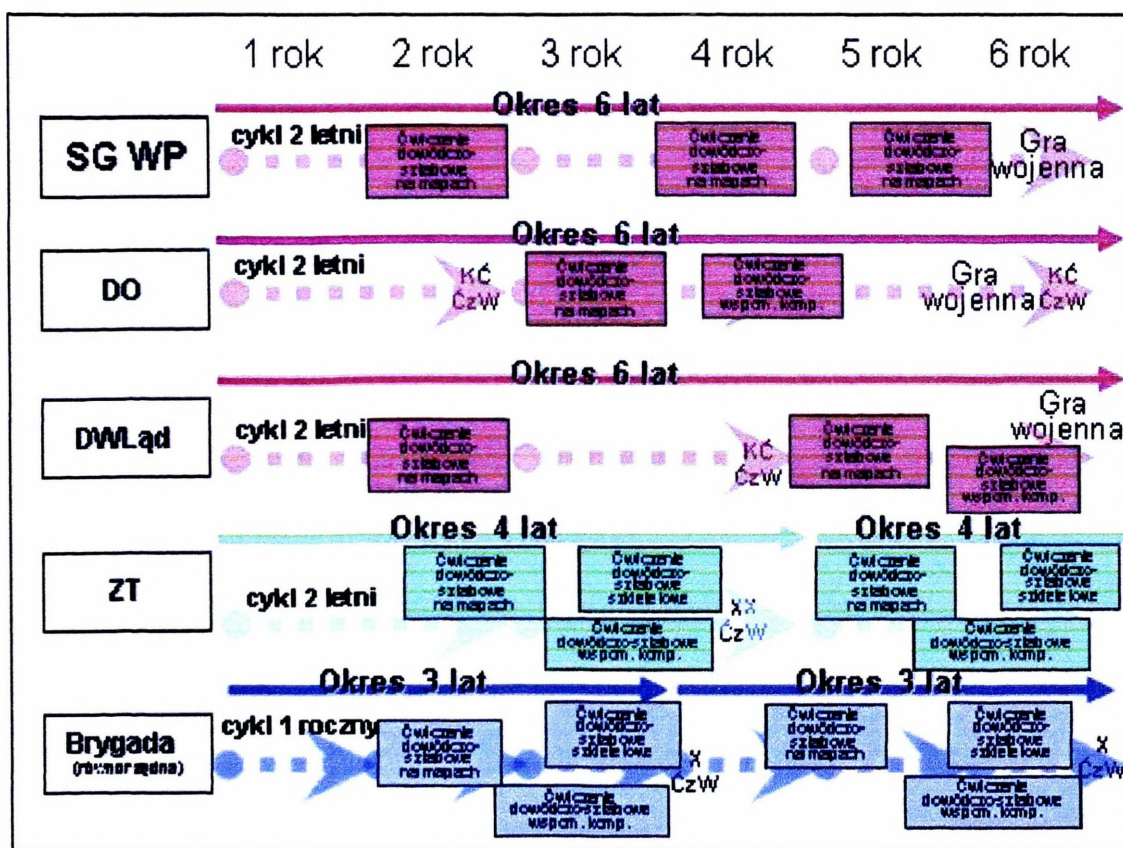 1 rok 2 rok 3 rok 4 rok 5 rok 6 rok
SG WP
Okres 6 lat
cykl 2 letni
Ćwiczenie
dowódczo-
sztabowe
na mapach
Ćwiczenie
dowódczo-
sztabowe
na mapach
Ćwiczenie
dowódczo-
sztabowe
na mapach
Gra
wojenna
DO
Okres 6 lat
cykl 2 letni
KĆ
ĆzW
Ćwiczenie
dowódczo-
sztabowe
na mapach
Ćwiczenie
dowódczo-
sztabowe
wspom. komp.
Gra
wojenna
KĆ
ĆzW
DWLąd
Okres 6 lat
cykl 2 letni
Ćwiczenie
dowódczo-
sztabowe
na mapach
KĆ
ĆzW
Ćwiczenie
dowódczo-
sztabowe
na mapach
Gra
wojenna
Ćwiczenie
dowódczo-
sztabowe
wspom. komp.
ZT
Okres 4 lat
Okres 4 lat
cykl 2 letni
Ćwiczenie
dowódczo-
sztabowe
na mapach
Ćwiczenie
dowódczo-
sztabowe
szkieletowe
Ćwiczenie
dowódczo-sztabowe
wspom. komp.
XX
ĆzW
Ćwiczenie
dowódczo-
sztabowe
na mapach
Ćwiczenie
dowódczo-
sztabowe
szkieletowe
Ćwiczenie
dowódczo-sztabowe
wspom. komp.
Brygada
(równorzędna)
Okres 3 lat
Okres 3 lat
cykl 1 roczny
Ćwiczenie
dowódczo-
sztabowe
na mapach
Ćwiczenie
dowódczo-
sztabowe
szkieletowe
Ćwiczenie
dowódczo-sztabowe
wspom. komp.
X
ĆzW
Ćwiczenie
dowódczo-
sztabowe
na mapach
Ćwiczenie
dowódczo-
sztabowe
szkieletowe
Ćwiczenie
dowódczo-sztabowe
wspom. komp.
X
ĆzW